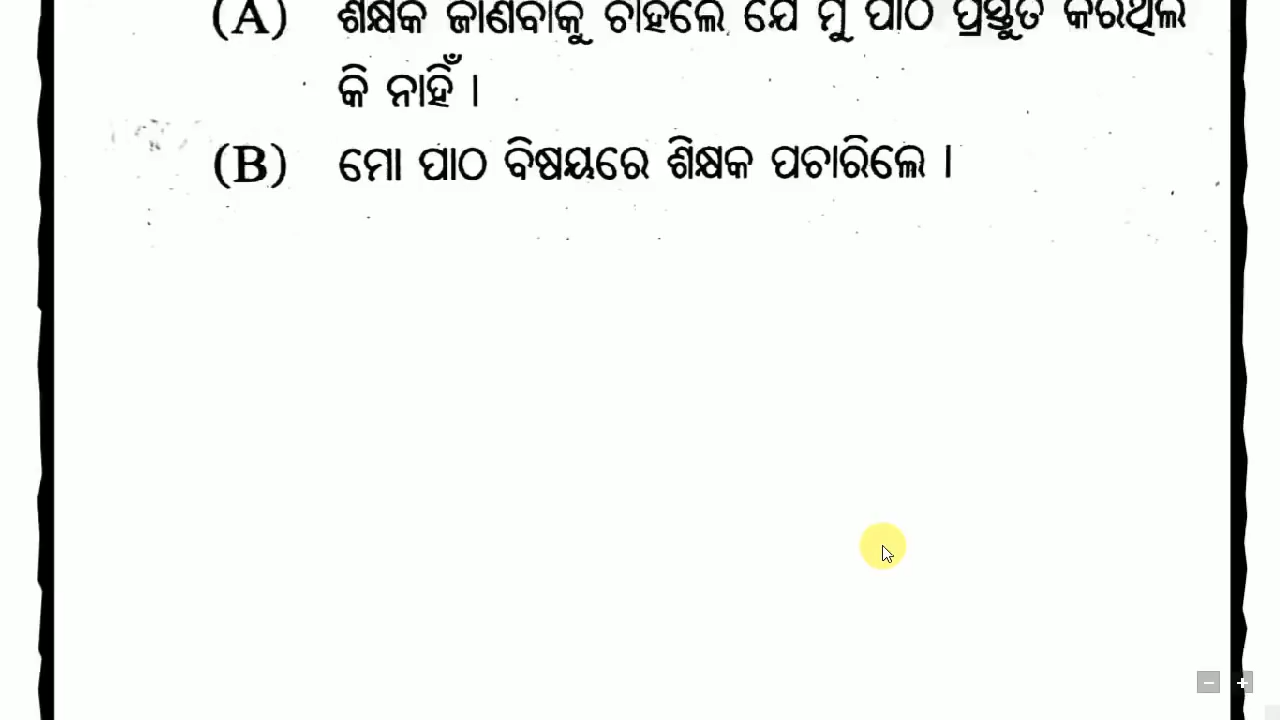 (A) ଶିକ୍ଷକ ଜାଣିବାକୁ ଚାହିଲେ ଯେ ମୁଁ ପାଠ ପ୍ରସ୍ତୁତ କରିଥିଲି
କି ନାହିଁ ।
(B) ମୋ ପାଠ ବିଷୟରେ ଶିକ୍ଷକ ପଚାରିଲେ ।